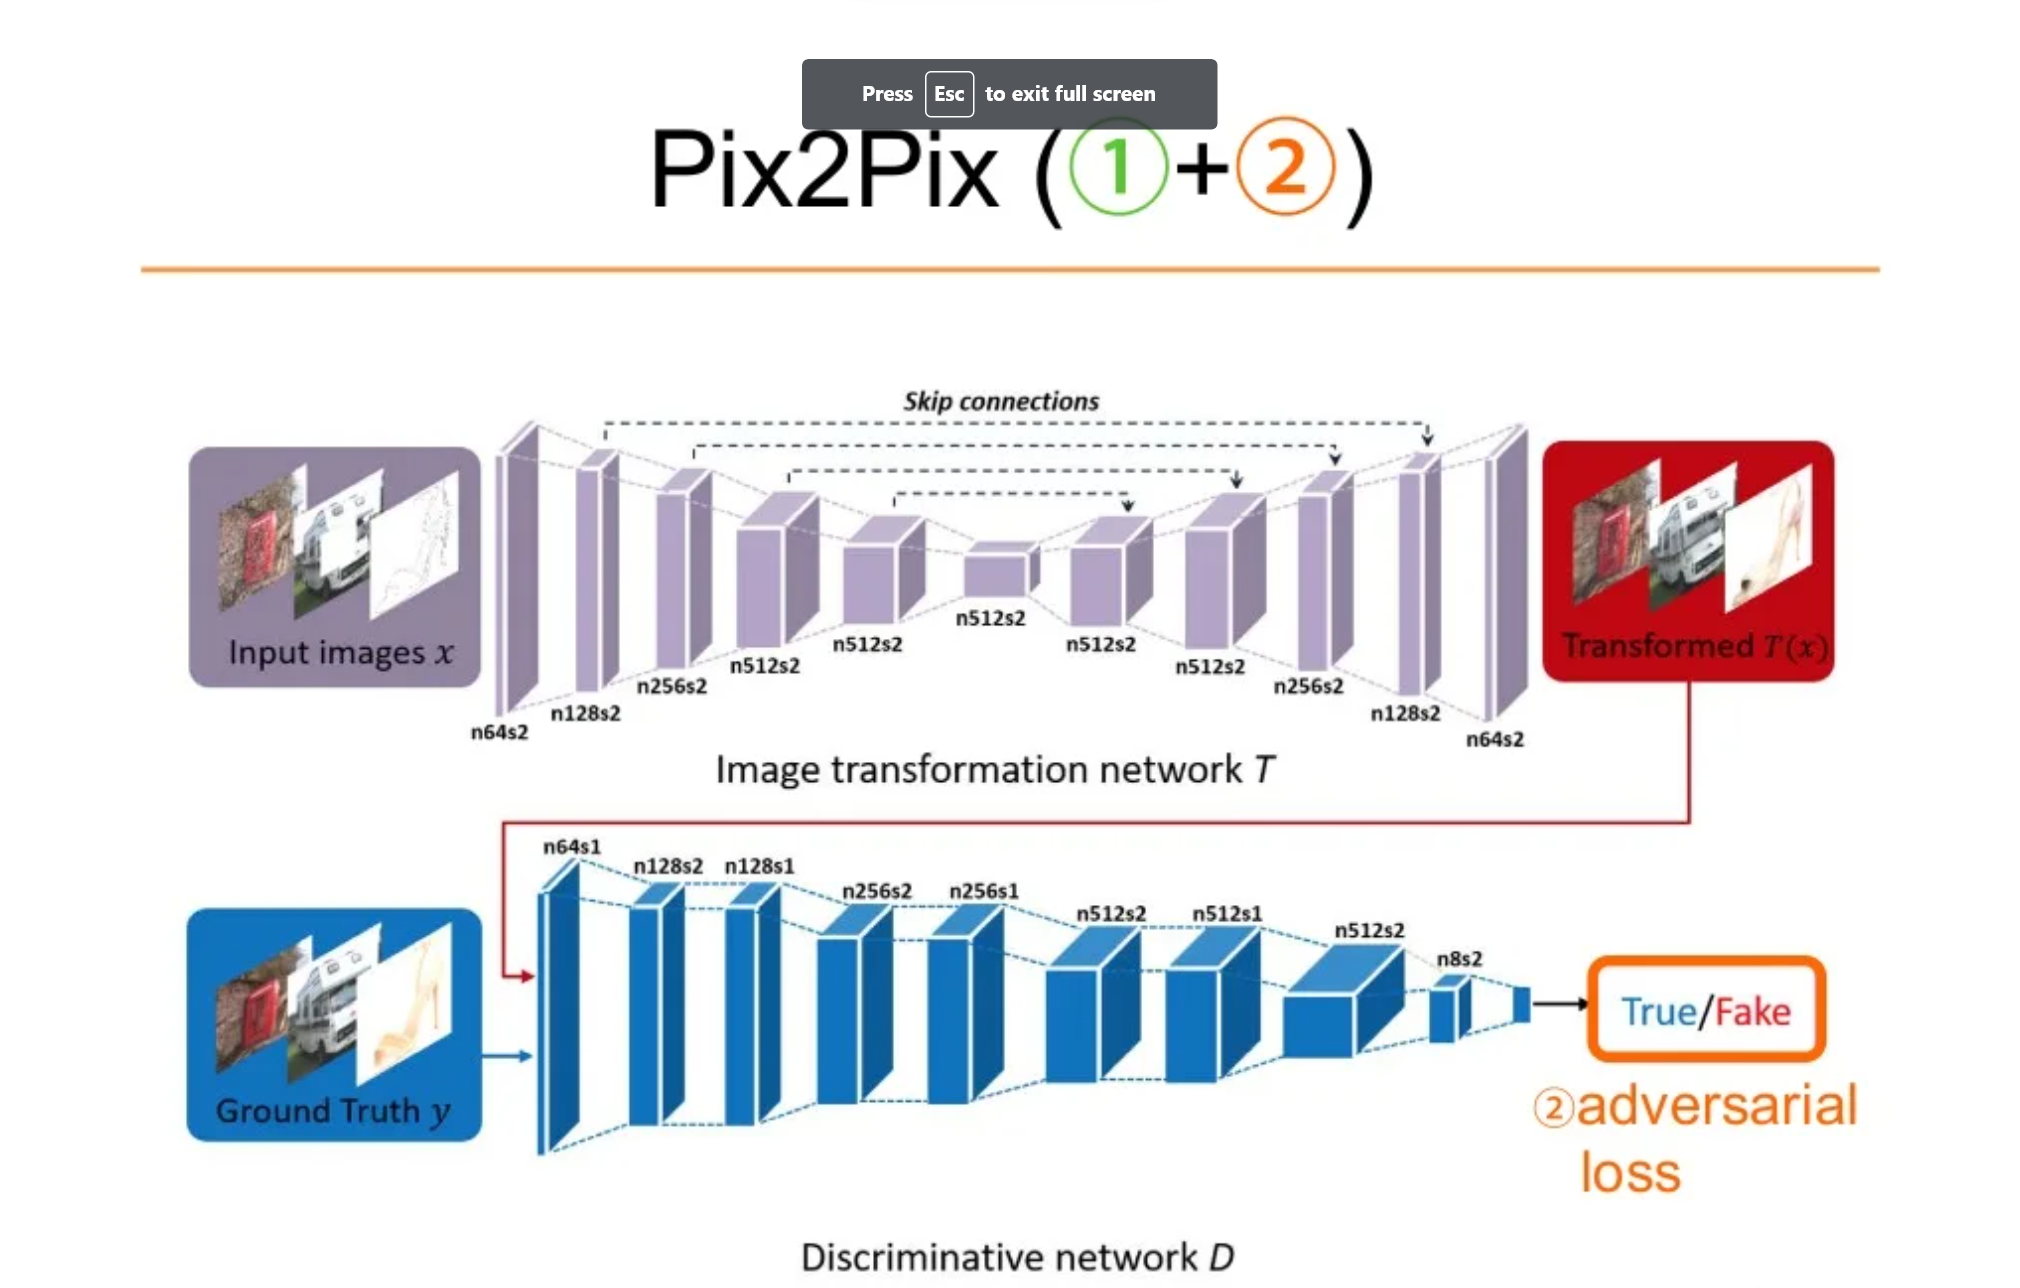 Press Esc to exit full screen
Pix2Pix (①+②)
Skip connections
Input images x
n64s2
n128s2
n256s2
n512s2
n512s2
n512s2
n512s2
n512s2
n256s2
n128s2
n64s2
Transformed T(x)
Image transformation network T
n64s1
n128s2
n128s1
n256s2
n256s1
n512s2
n512s1
n512s2
n8s2
Ground Truth y
True/Fake
②adversarial
loss
Discriminative network D